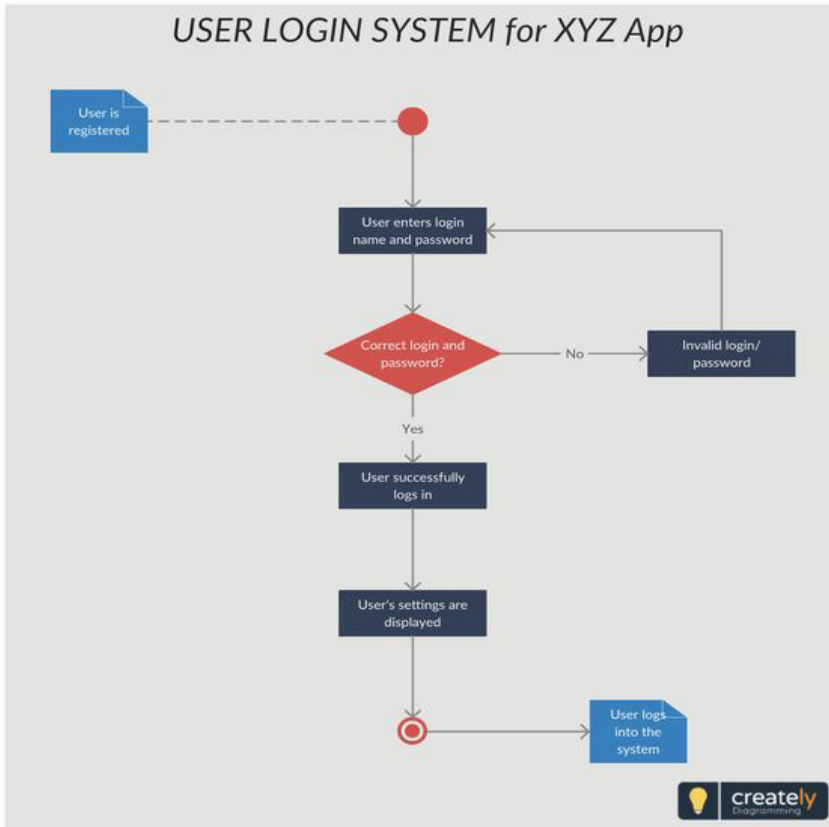 USER LOGIN SYSTEM for XYZ App
User is
registered
User enters login
name and password
Correct login and
password?
No
Invalid login/
password
Yes
User successfully
logs in
User's settings are
displayed
User logs
into the
system
creately
Diagramming